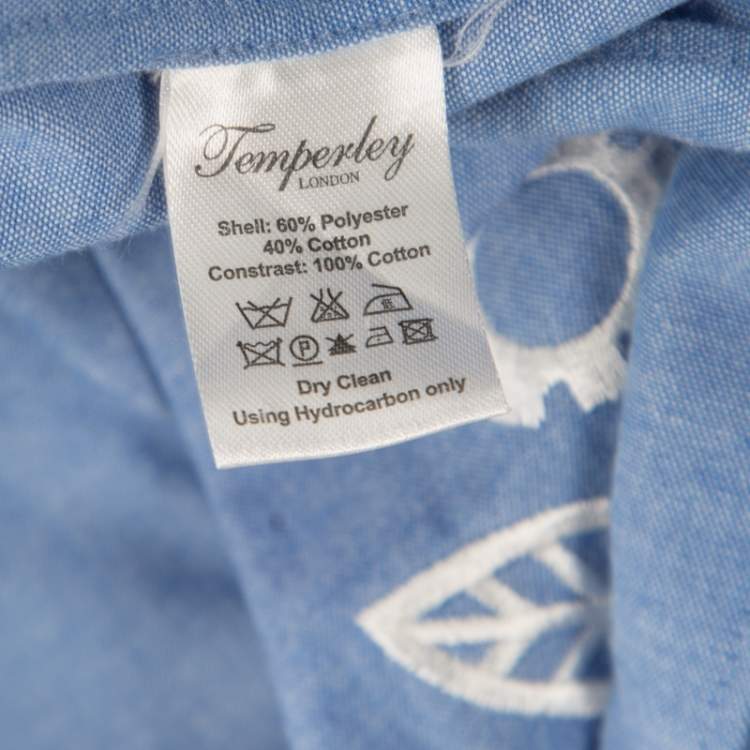 Temperley
LONDON
Shell: 60% Polyester
40% Cotton
Constrast: 100% Cotton
P
Dry Clean
Using Hydrocarbon only